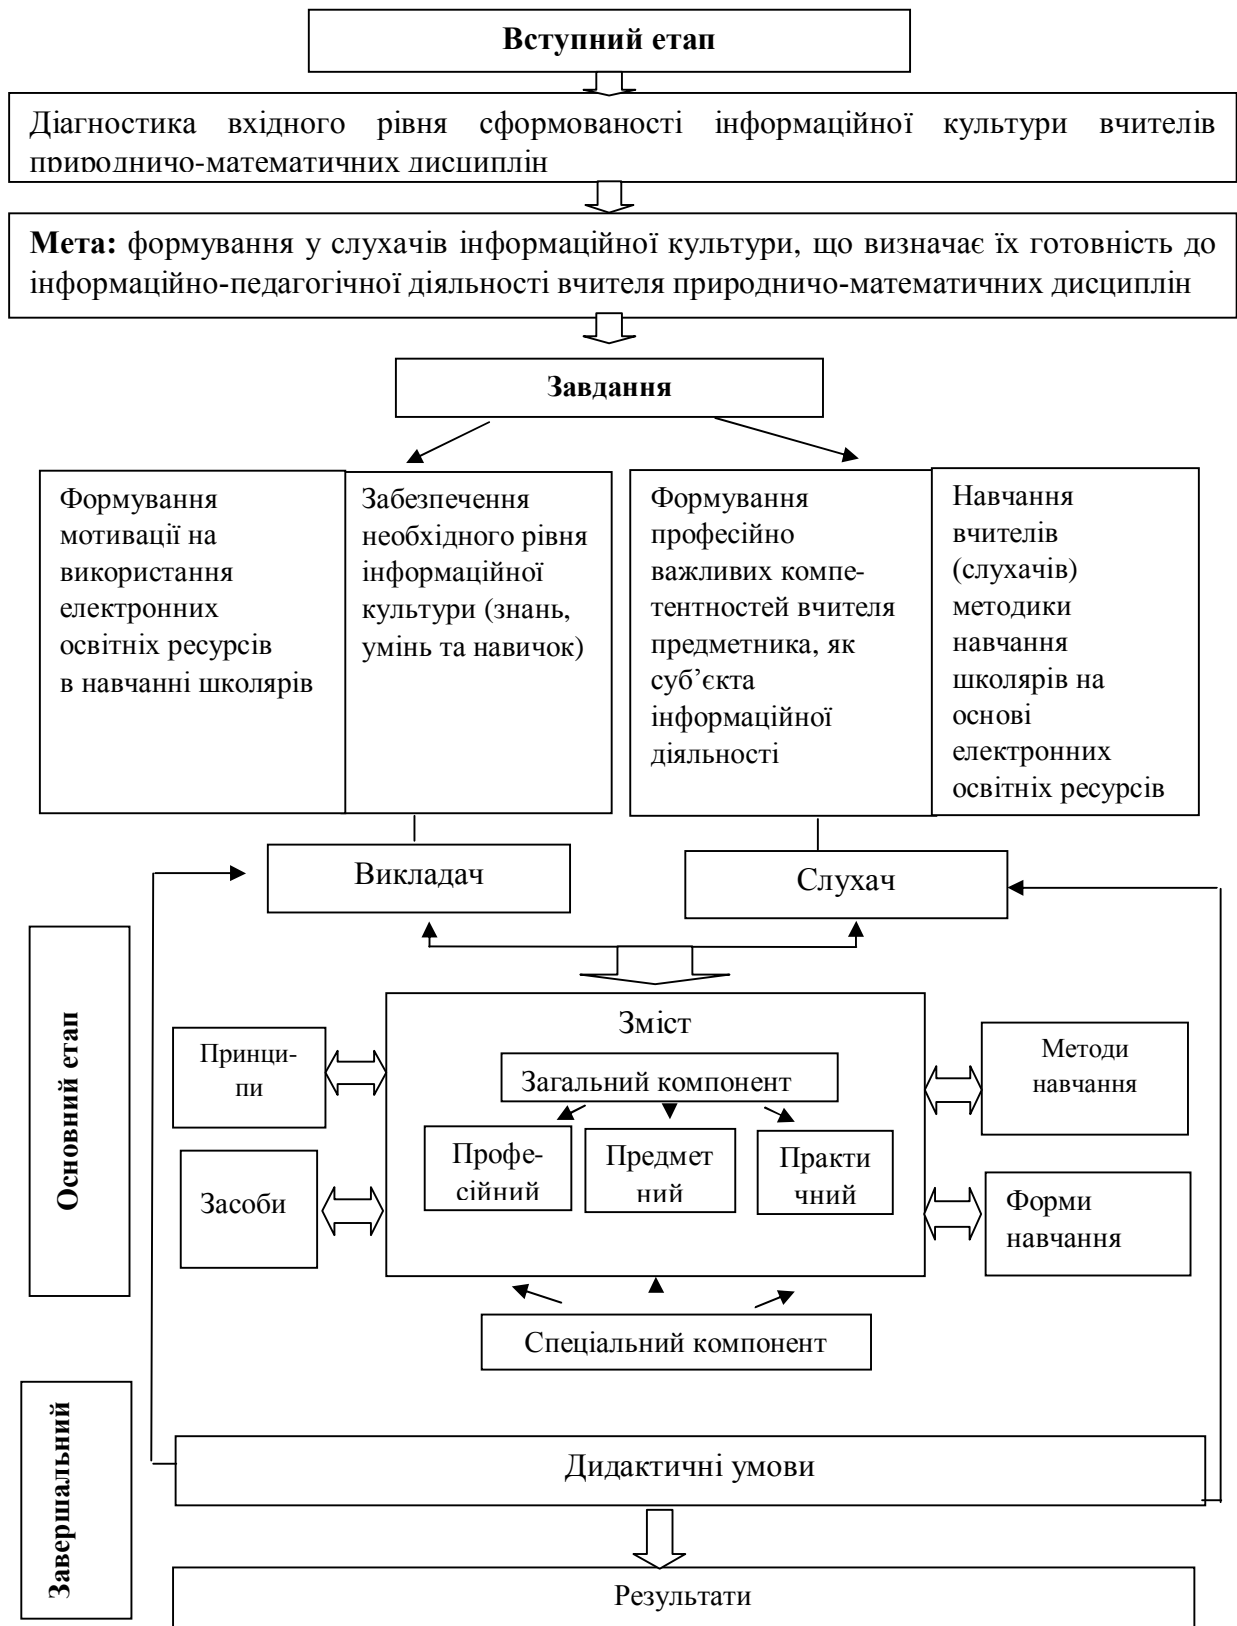 Вступний етап
Діагностика вхідного рівня сформованості інформаційної культури вчителів
природничо-математичних дисциплін
Мета: формування у слухачів інформаційної культури, що визначає їх готовність до
інформаційно-педагогічної діяльності вчителя природничо-математичних дисциплін
Завдання
Формування
мотивації на
використання
електронних
освітніх ресурсів
в навчанні школярів
Забезпечення
необхідного рівня
інформаційної
культури (знань,
умінь та навичок)
Формування
професійно
важливих компе-
тентностей вчителя
предметника, як
суб’єкта
інформаційної
діяльності
Навчання
вчителів
(слухачів)
методики
навчання
школярів на
основі
електронних
освітніх ресурсів
Викладач
Слухач
Основний етап
Принци-
пи
Засоби
Зміст
Загальний компонент
Профе-
сійний
Предмет
ний
Практи
чний
Методи
навчання
Форми
навчання
Спеціальний компонент
Завершальний
Дидактичні умови
Результати